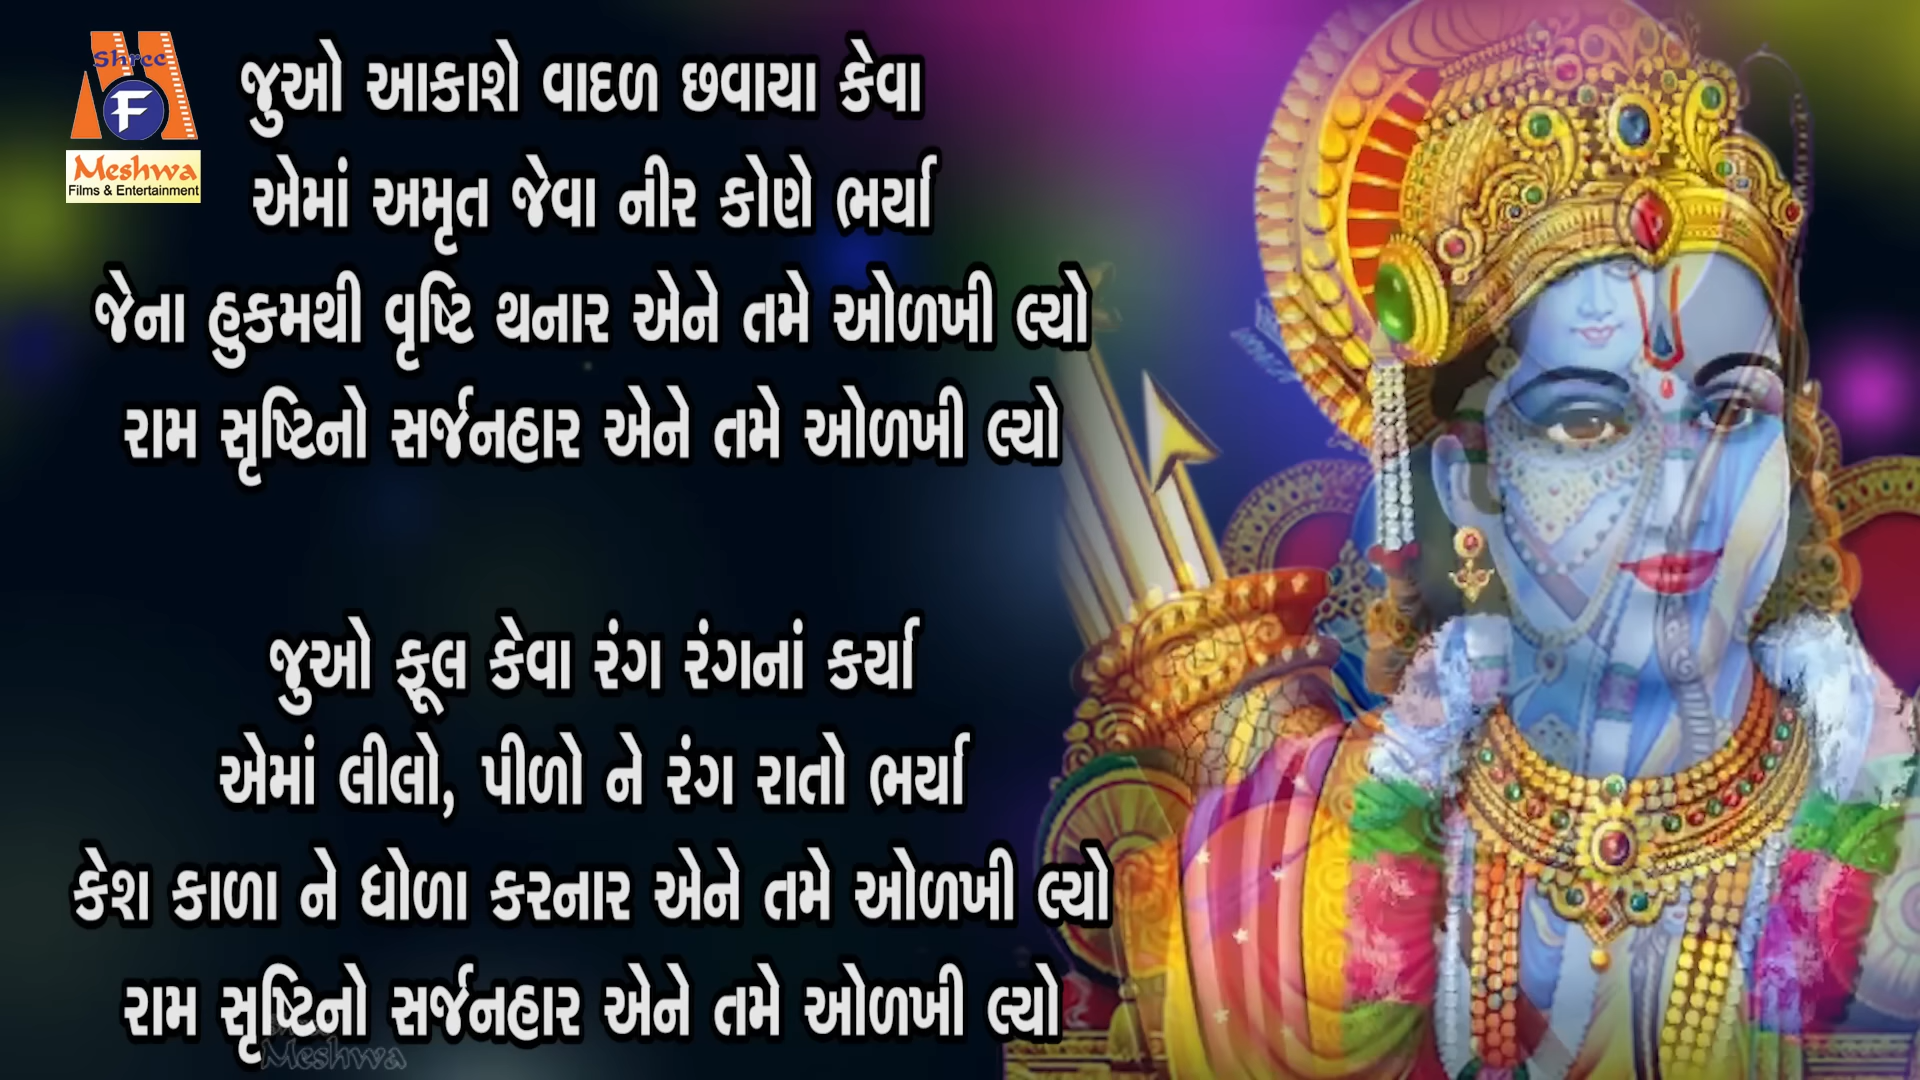 Shree
F
Meshwa
Films & Entertainment
જુઓ આકાશે વાદળ છવાયા કેવા
એમાં અમૃત જેવા નીર કોણે ભર્યા
જેના હુકમથી વૃષ્ટિ થનાર એને તમે ઓળખી લ્યો
રામ સૃષ્ટિનો સર્જનહાર એને તમે ઓળખી લ્યો
જુઓ ફૂલ કેવા રંગ રંગનાં કર્યા
એમાં લીલો, પીળો ને રંગ રાતો ભર્યા
કેશ કાળા ને ધોળા કરનાર એને તમે ઓળખી લ્યો
રામ સૃષ્ટિનો સર્જનહાર એને તમે ઓળખી લ્યો
Meshwa